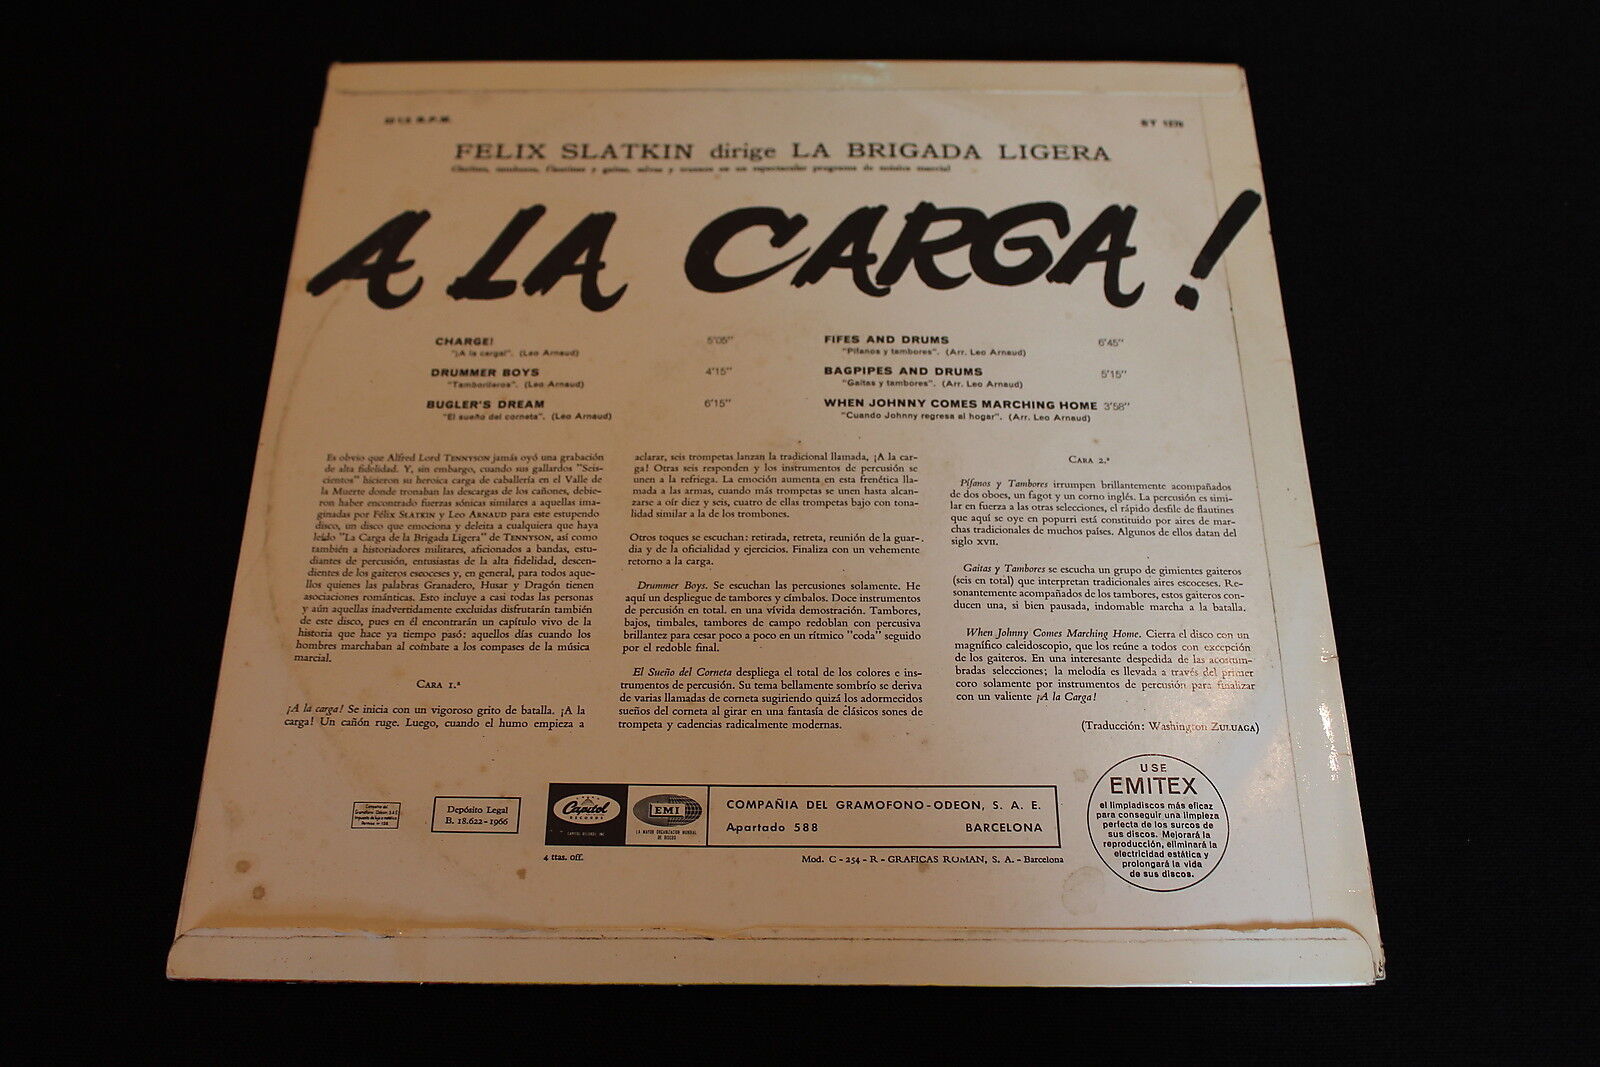 R.P.M.
FELIX SLATKIN dirige LA BRIGADA LIGERA
A LA CARGA!
CHARGE! 5'05"
"¡A la carga!". (Leo Arnaud)
DRUMMER BOYS 4'15"
"Tamborileros". (Leo Arnaud)
BUGLER'S DREAM 6'15"
"El sueño del corneta". (Leo Arnaud)
FIFES AND DRUMS 6'45"
"Pífanos y tambores". (Arr. Leo Arnaud)
BAGPIPES AND DRUMS 5'15"
"Gaitas y tambores". (Arr. Leo Arnaud)
WHEN JOHNNY COMES MARCHING HOME 3'58"
"Cuando Johnny regresa al hogar". (Arr. Leo Arnaud)
Es obvio que Alfred Lord TENNYSON jamás oyó una grabación
de alta fidelidad. Y, sin embargo, cuando sus gallardos "Seis-
cientos" hicieron su heroica carga de caballería en el Valle de
la Muerte donde tronaban las descargas de los cañones, debie-
ron haber encontrado fuerzas sónicas similares a aquellas ima-
ginadas por Félix SLATKIN y Leo ARNAUD para este estupendo
disco, un disco que emociona y deleita a cualquiera que haya
leído "La Carga de la Brigada Ligera" de TENNYSON, así como
también a historiadores militares, aficionados a bandas, estu-
diantes de percusión, entusiastas de la alta fidelidad, descen-
dientes de los gaiteros escoceses y, en general, para todos aque-
llos quienes las palabras Granadero, Husar y Dragón tienen
asociaciones románticas. Esto incluye a casi todas las personas
y aún aquellas inadvertidamente excluidas disfrutarán también
de este disco, pues en él encontrarán un capítulo vivo de la
historia que hace ya tiempo pasó: aquellos días cuando los
hombres marchaban al combate a los compases de la música
marcial.
CARA 1.ª
¡A la carga! Se inicia con un vigoroso grito de batalla. ¡A la
carga! Un cañón ruge. Luego, cuando el humo empieza a
aclarar, seis trompetas lanzan la tradicional llamada, ¡A la car-
ga! Otras seis responden y los instrumentos de percusión se
unen a la refriega. La emoción aumenta en esta frenética lla-
mada a las armas, cuando más trompetas se unen hasta alcan-
zarse a oír diez y seis, cuatro de ellas trompetas bajo con tona-
lidad similar a la de los trombones.
Otros toques se escuchan: retirada, retreta, reunión de la guar-
dia y de la oficialidad y ejercicios. Finaliza con un vehemente
retorno a la carga.
Drummer Boys. Se escuchan las percusiones solamente. He
aquí un despliegue de tambores y címbalos. Doce instrumentos
de percusión en total. en una vívida demostración. Tambores,
bajos, timbales, tambores de campo redoblan con percusiva
brillantez para cesar poco a poco en un rítmico "coda" seguido
por el redoble final.
El Sueño del Corneta despliega el total de los colores e ins-
trumentos de percusión. Su tema bellamente sombrío se deriva
de varias llamadas de corneta sugiriendo quizá los adormecidos
sueños del corneta al girar en una fantasía de clásicos sones de
trompeta y cadencias radicalmente modernas.
CARA 2.ª
Pífanos y Tambores irrumpen brillantemente acompañados
de dos oboes, un fagot y un corno inglés. La percusión es simi-
lar en fuerza a las otras selecciones, el rápido desfile de flautines
que aquí se oye en popurri está constituido por aires de mar-
chas tradicionales de muchos países. Algunos de ellos datan del
siglo XVII.
Gaitas y Tambores se escucha un grupo de gimientes gaiteros
(seis en total) que interpretan tradicionales aires escoceses. Re-
sonantemente acompañados de los tambores, estos gaiteros con-
ducen una, si bien pausada, indomable marcha a la batalla.
When Johnny Comes Marching Home. Cierra el disco con un
magnífico caleidoscopio, que los reúne a todos con excepción
de los gaiteros. En una interesante despedida de las acostum-
bradas selecciones; la melodía es llevada a través del primer
coro solamente por instrumentos de percusión para finalizar
con un valiente ¡A la Carga!
(Traducción: Washington ZULUAGA)
Depósito Legal
B. 18.622 - 1966
Capitol
RECORDS
EMI
LA MAYOR ORGANIZACION MUNDIAL
DE DISCOS
COMPAÑIA DEL GRAMOFONO-ODEON, S. A. E.
Apartado 588 BARCELONA
4 ttas. off.
Mod. C - 254 - R - GRAFICAS ROMAN, S. A. - Barcelona
USE
EMITEX
el limpiadiscos más eficaz
para conseguir una limpieza
perfecta de los surcos de
sus discos. Mejorará la
reproducción, eliminará la
electricidad estática y
prolongará la vida
de sus discos.